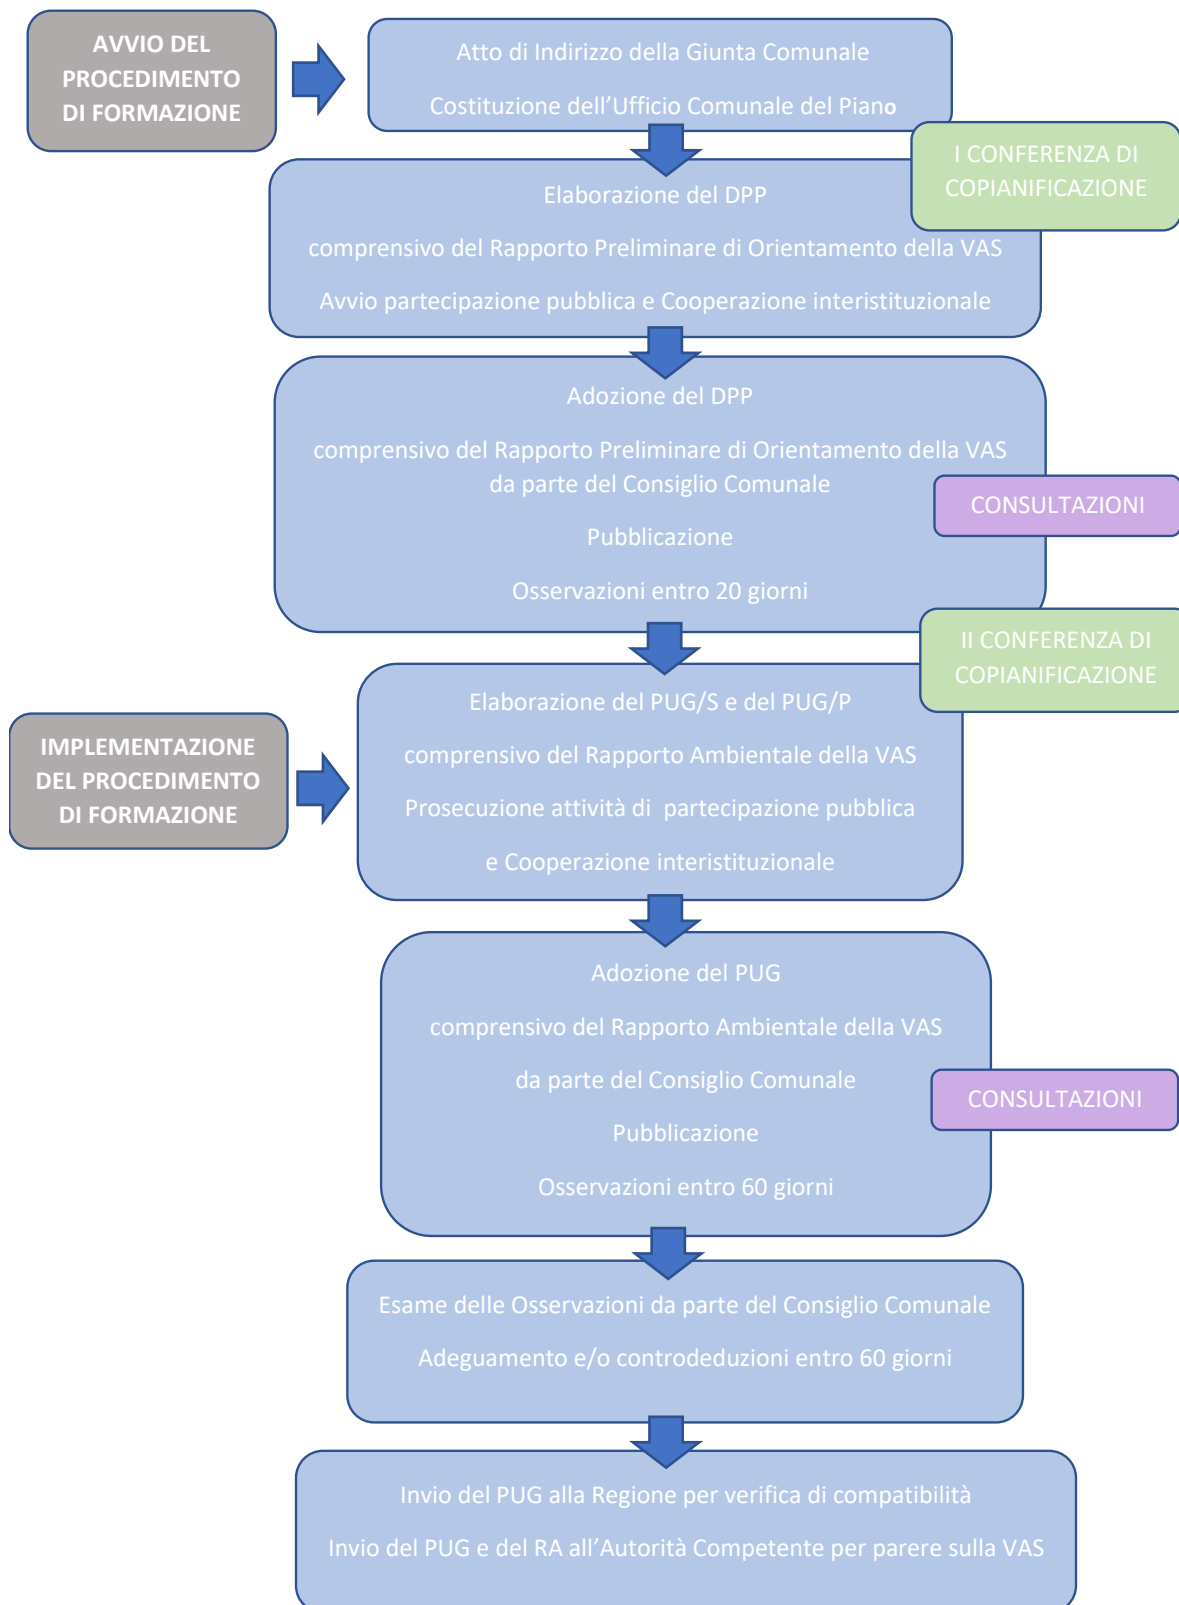 AVVIO DEL
PROCEDIMENTO
DI FORMAZIONE
Atto di Indirizzo della Giunta Comunale
Costituzione dell'Ufficio Comunale del Piano
I CONFERENZA DI
COPIANIFICAZIONE
Elaborazione del DPP
comprensivo del Rapporto Preliminare di Orientamento della VAS
Avvio partecipazione pubblica e Cooperazione interistituzionale
Adozione del DPP
comprensivo del Rapporto Preliminare di Orientamento della VAS
da parte del Consiglio Comunale
CONSULTAZIONI
Pubblicazione
Osservazioni entro 20 giorni
II CONFERENZA DI
COPIANIFICAZIONE
Elaborazione del PUG/S e del PUG/P
IMPLEMENTAZIONE
DEL PROCEDIMENTO
DI FORMAZIONE
comprensivo del Rapporto Ambientale della VAS
Prosecuzione attività di partecipazione pubblica
e Cooperazione interistituzionale
Adozione del PUG
comprensivo del Rapporto Ambientale della VAS
da parte del Consiglio Comunale
CONSULTAZIONI
Pubblicazione
Osservazioni entro 60 giorni
Esame delle Osservazioni da parte del Consiglio Comunale
Adeguamento e/o controdeduzioni entro 60 giorni
Invio del PUG alla Regione per verifica di compatibilità
Invio del PUG e del RA all'Autorità Competente per parere sulla VAS